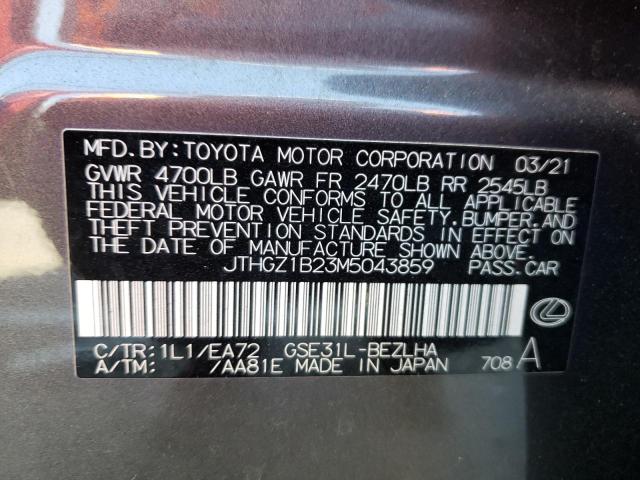 MFD. BY: TOYOTA MOTOR CORPORATION 03/21
GVWR 4700LB GAWR FR 2470LB RR 2545LB
THIS VEHICLE CONFORMS TO ALL APPLICABLE
FEDERAL MOTOR VEHICLE SAFETY, BUMPER, AND
THEFT PREVENTION STANDARDS IN EFFECT ON
THE DATE OF MANUFACTURE SHOWN ABOVE.
JTHGZ1B23M5043859 PASS. CAR
C/TR: 1L1/EA72 GSE31L-BEZLHA
A/TM: /AA81E MADE IN JAPAN 708 A